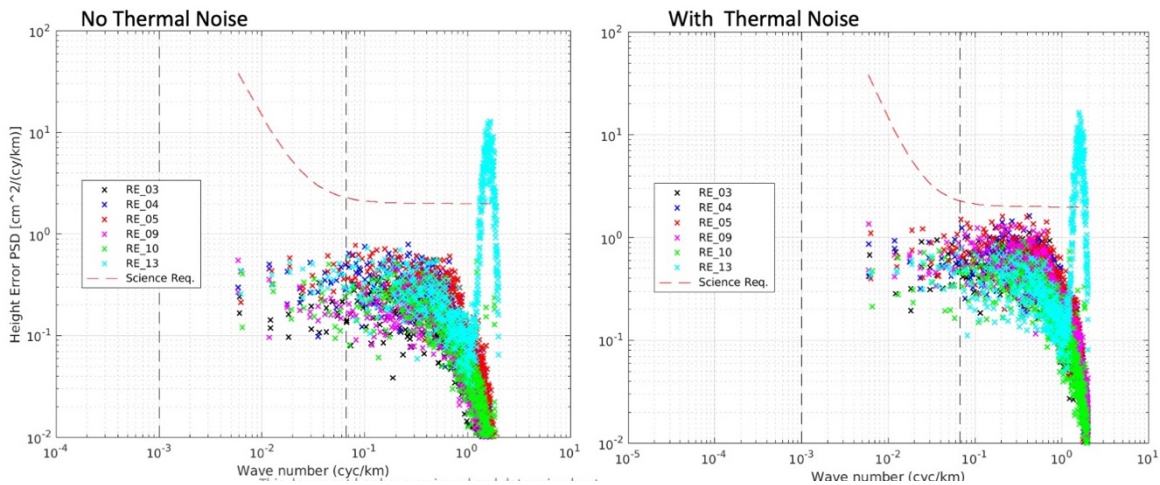 No Thermal Noise
With Thermal Noise
Height Error PSD [cm^2/(cy/km)]
10^2
10^1
10^0
10^-1
10^-2
RE_03
RE_04
RE_05
RE_09
RE_10
RE_13
Science Req.
10^-4
10^-3
10^-2
10^-1
10^0
10^1
Wave number (cyc/km)
10^2
10^1
10^0
10^-1
10^-2
RE_03
RE_04
RE_05
RE_09
RE_10
RE_13
Science Req.
10^-5
10^-4
10^-3
10^-2
10^-1
10^0
10^1
Wave number (cyc/km)